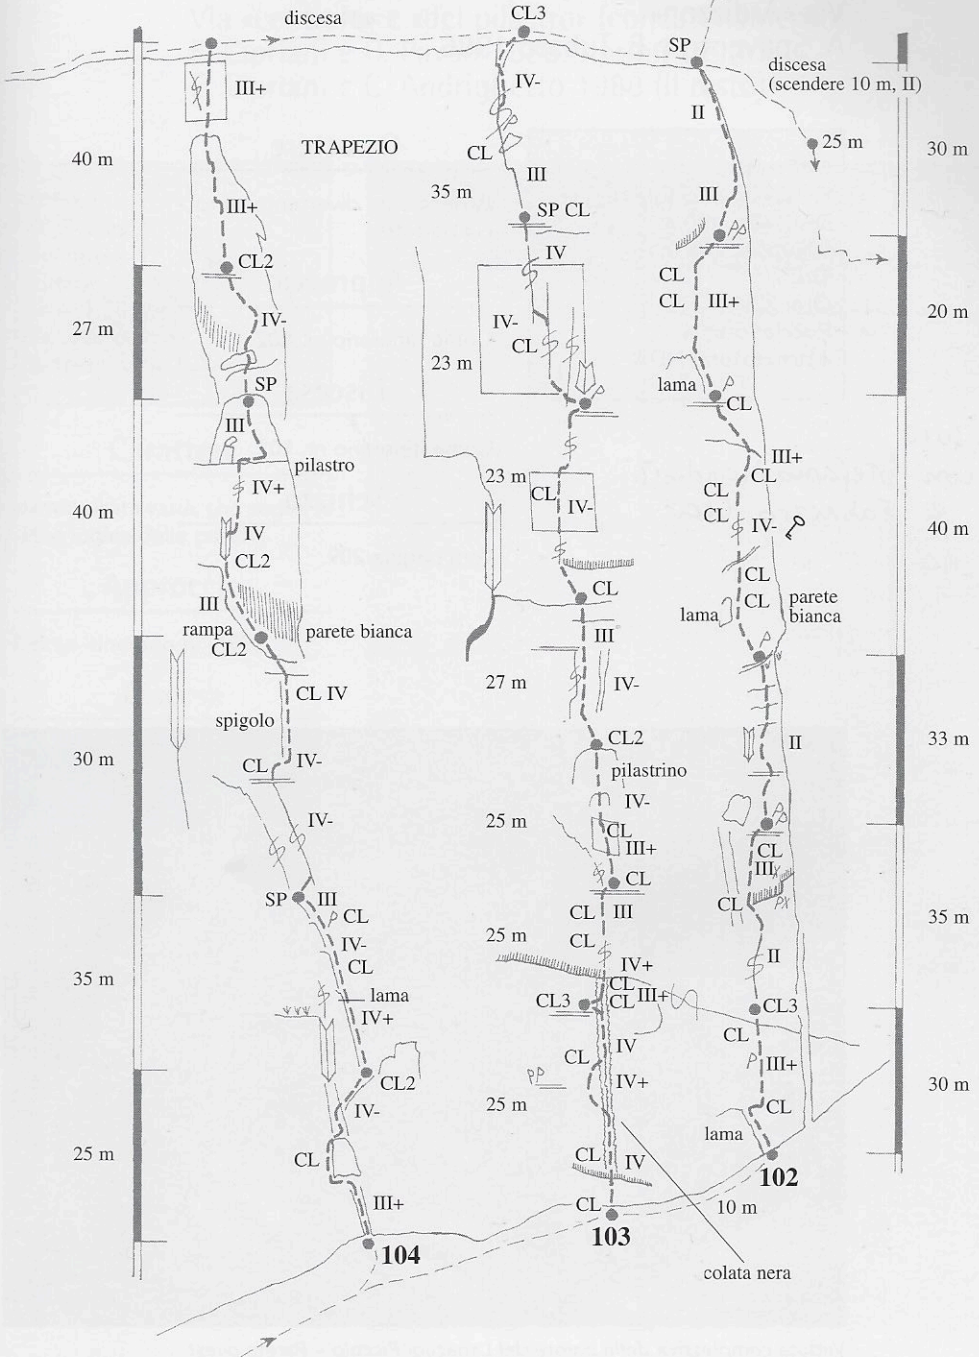 discesa
CL3
SP
discesa
(scendere 10 m, II)
III+
IV-
II
25 m
40 m
TRAPEZIO
CL
P
30 m
III
35 m
III
III+
SP CL
PP
CL2
IV
CL
CL
III+
20 m
27 m
IV-
IV-
CL
23 m
lama
P
SP
P
CL
III
P
pilastro
III+
CL
23 m
IV+
CL
CL
40 m
IV-
CL
IV-
40 m
IV
CL2
CL
III
CL
lama
CL
parete
bianca
rampa
CL2
parete bianca
III
P
CL IV
27 m
IV-
spigolo
CL2
II
33 m
30 m
CL
IV-
pilastrino
IV-
IV-
25 m
CL
III+
P
CL
III
SP
III
CL
CL
PX
P
CL
CL
III
35 m
IV-
25 m
CL
CL
IV+
II
35 m
lama
CL
III+
IV+
CL3
CL
CL3
CL
IV
CL2
CL
IV+
P
III+
30 m
PP
IV-
25 m
CL
lama
25 m
CL
CL
IV
102
III+
CL
10 m
104
103
colata nera